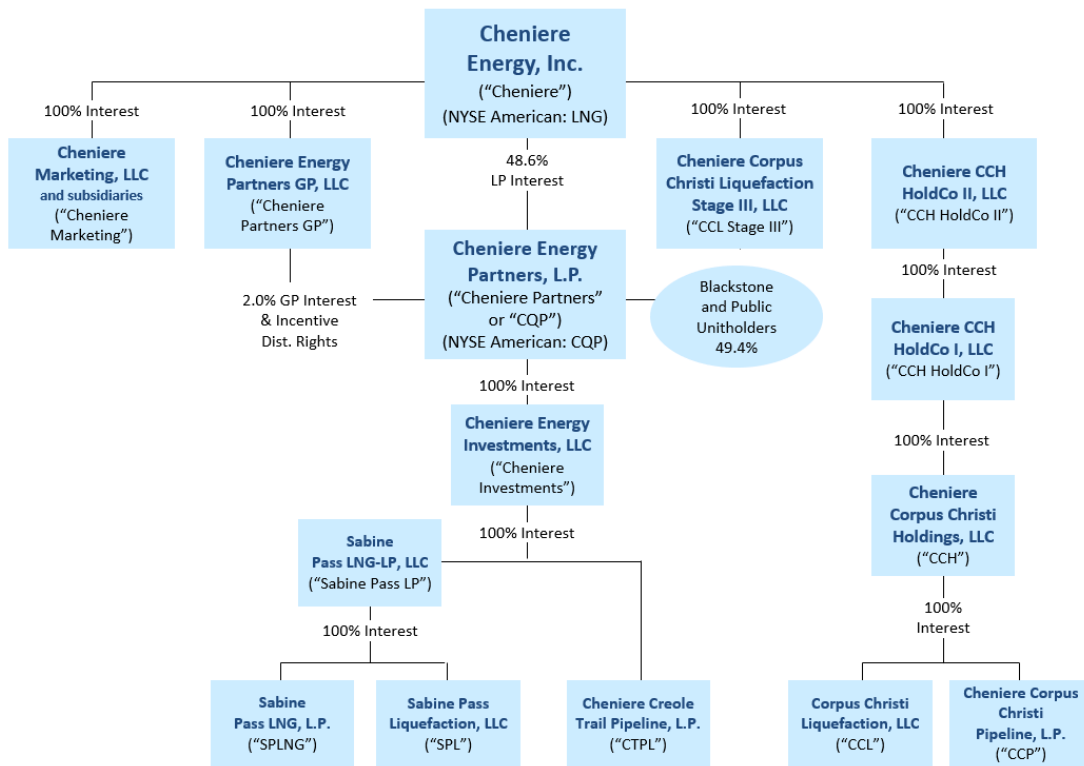 Cheniere
Energy, Inc.
(“Cheniere”)
(NYSE American: LNG)
100% Interest
100% Interest
100% Interest
100% Interest
Cheniere
Marketing, LLC
and subsidiaries
(“Cheniere
Marketing”)
Cheniere Energy
Partners GP, LLC
(“Cheniere
Partners GP”)
48.6%
LP Interest
Cheniere Corpus
Christi Liquefaction
Stage III, LLC
(“CCL Stage III”)
Cheniere CCH
HoldCo II, LLC
(“CCH HoldCo II”)
2.0% GP Interest
& Incentive
Dist. Rights
Cheniere Energy
Partners, L.P.
(“Cheniere Partners”
or “CQP”)
(NYSE American: CQP)
Blackstone
and Public
Unitholders
49.4%
100% Interest
Cheniere CCH
HoldCo I, LLC
(“CCH HoldCo I”)
100% Interest
Cheniere Energy
Investments, LLC
(“Cheniere
Investments”)
100% Interest
Cheniere
Corpus Christi
Holdings, LLC
(“CCH”)
100% Interest
Sabine
Pass LNG-LP, LLC
(“Sabine Pass LP”)
100% Interest
100%
Interest
Sabine
Pass LNG, L.P.
(“SPLNG”)
Sabine Pass
Liquefaction, LLC
(“SPL”)
Cheniere Creole
Trail Pipeline, L.P.
(“CTPL”)
Corpus Christi
Liquefaction, LLC
(“CCL”)
Cheniere Corpus
Christi
Pipeline, L.P.
(“CCP”)